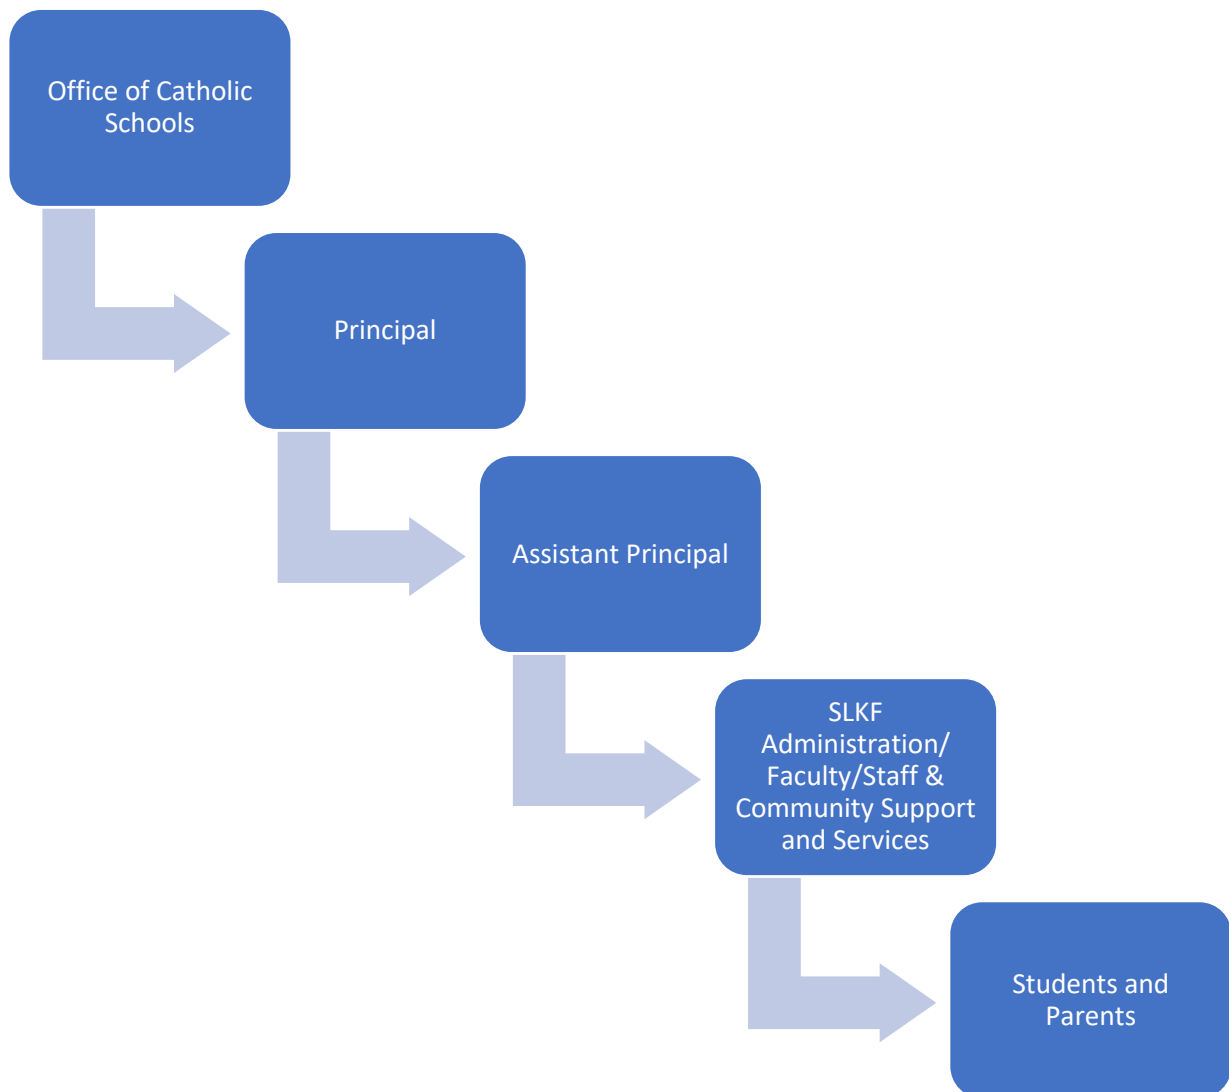 Office of Catholic
Schools
Principal
Assistant Principal
SLKF
Administration/
Faculty/Staff &
Community Support
and Services
Students and
Parents